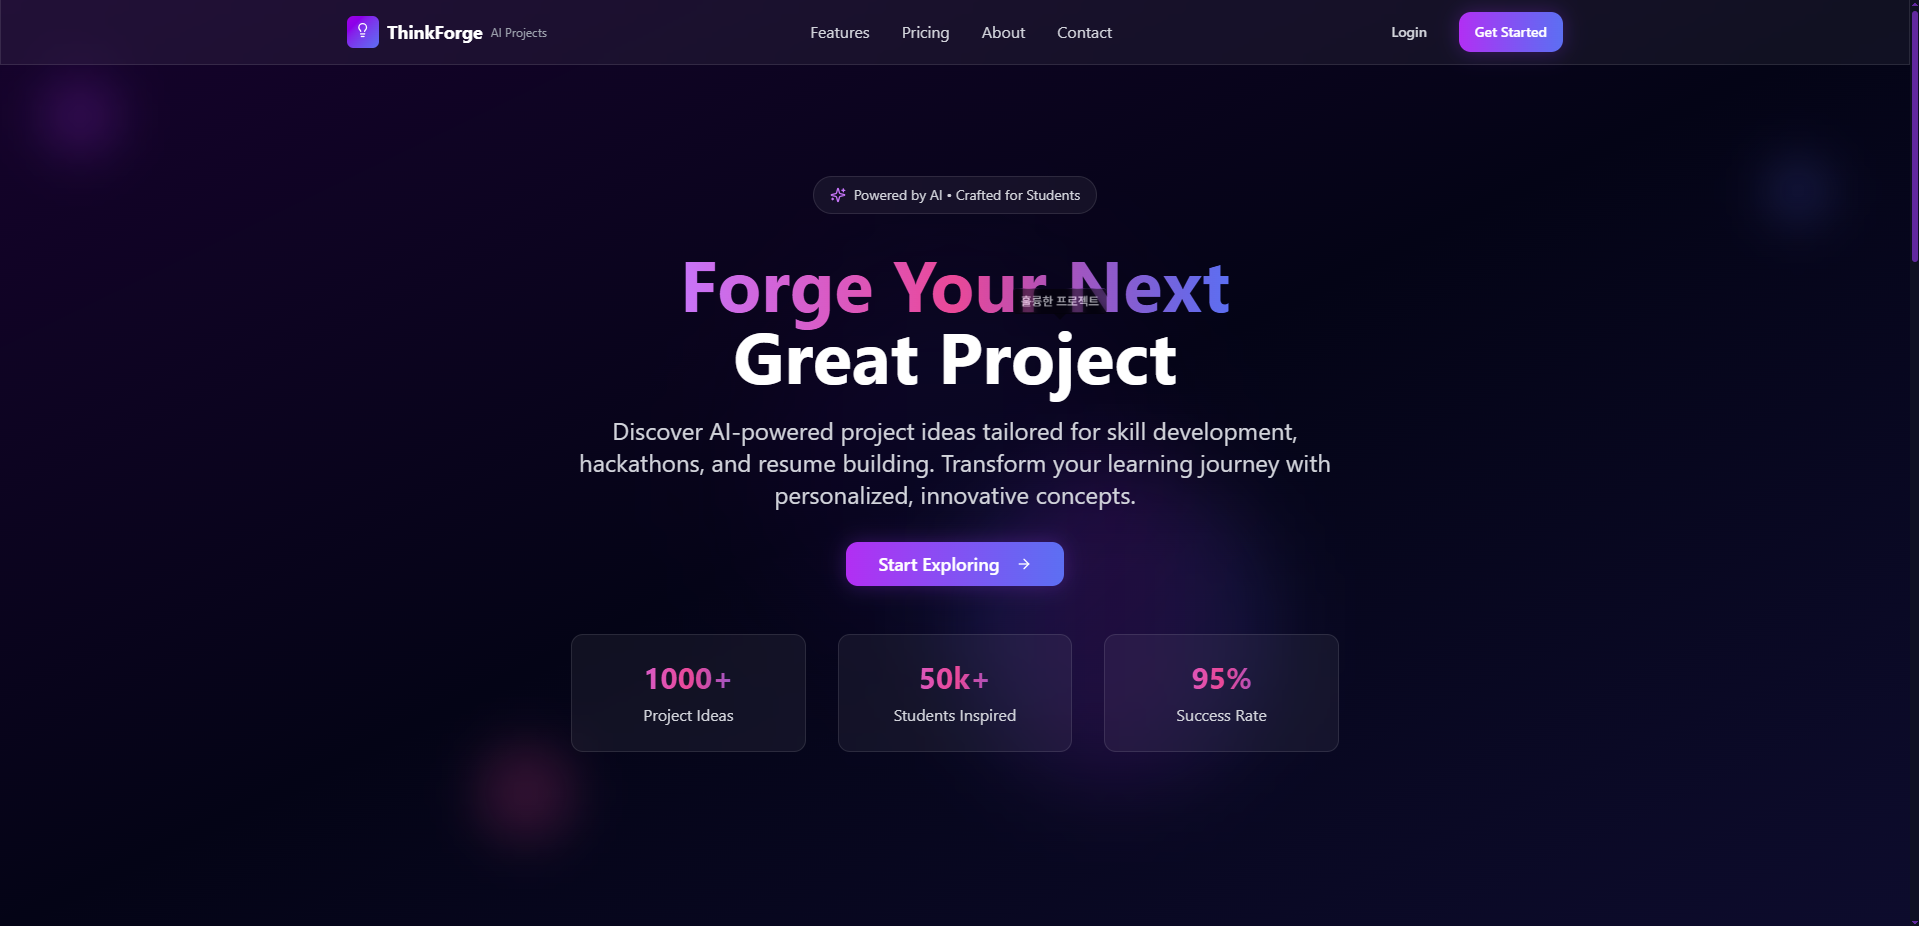 ThinkForge AI Projects
Features Pricing About Contact
Login Get Started
Powered by AI • Crafted for Students
Forge Your Next
훌륭한 프로젝트
Great Project
Discover AI-powered project ideas tailored for skill development,
hackathons, and resume building. Transform your learning journey with
personalized, innovative concepts.
Start Exploring
1000+
Project Ideas
50k+
Students Inspired
95%
Success Rate